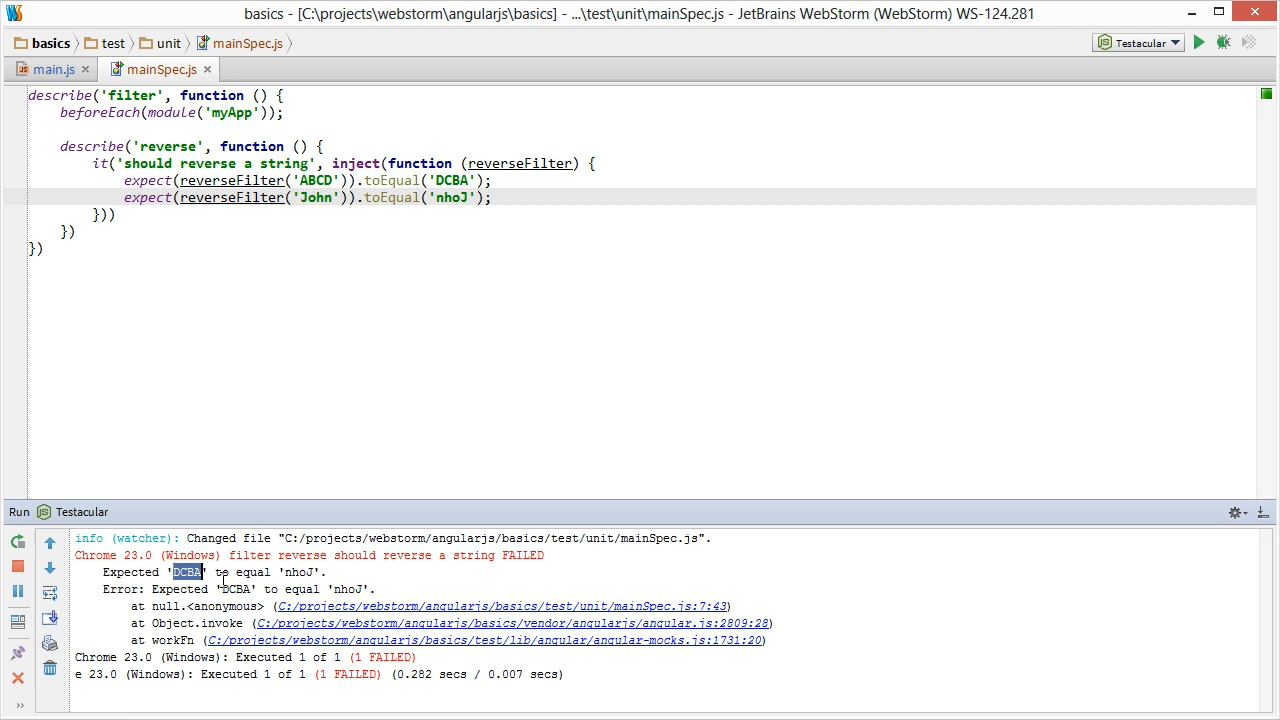 basics - [C:\projects\webstorm\angularjs\basics] - ...\test\unit\mainSpec.js - JetBrains WebStorm (WebStorm) WS-124.281
basics test unit mainSpec.js Testacular
main.js mainSpec.js
describe('filter', function () {
beforeEach(module('myApp'));
describe('reverse', function () {
it('should reverse a string', inject(function (reverseFilter) {
expect(reverseFilter('ABCD')).toEqual('DCBA');
expect(reverseFilter('John')).toEqual('nhoJ');
}))
})
})
Run Testacular
info (watcher): Changed file "C:/projects/webstorm/angularjs/basics/test/unit/mainSpec.js".
Chrome 23.0 (Windows) filter reverse should reverse a string FAILED
Expected 'DCBA' to equal 'nhoJ'.
Error: Expected 'DCBA' to equal 'nhoJ'.
at null.<anonymous> (C:/projects/webstorm/angularjs/basics/test/unit/mainSpec.js:7:43)
at Object.invoke (C:/projects/webstorm/angularjs/basics/vendor/angularjs/angular.js:2809:28)
at workFn (C:/projects/webstorm/angularjs/basics/test/lib/angular/angular-mocks.js:1731:20)
Chrome 23.0 (Windows): Executed 1 of 1 (1 FAILED)
e 23.0 (Windows): Executed 1 of 1 (1 FAILED) (0.282 secs / 0.007 secs)